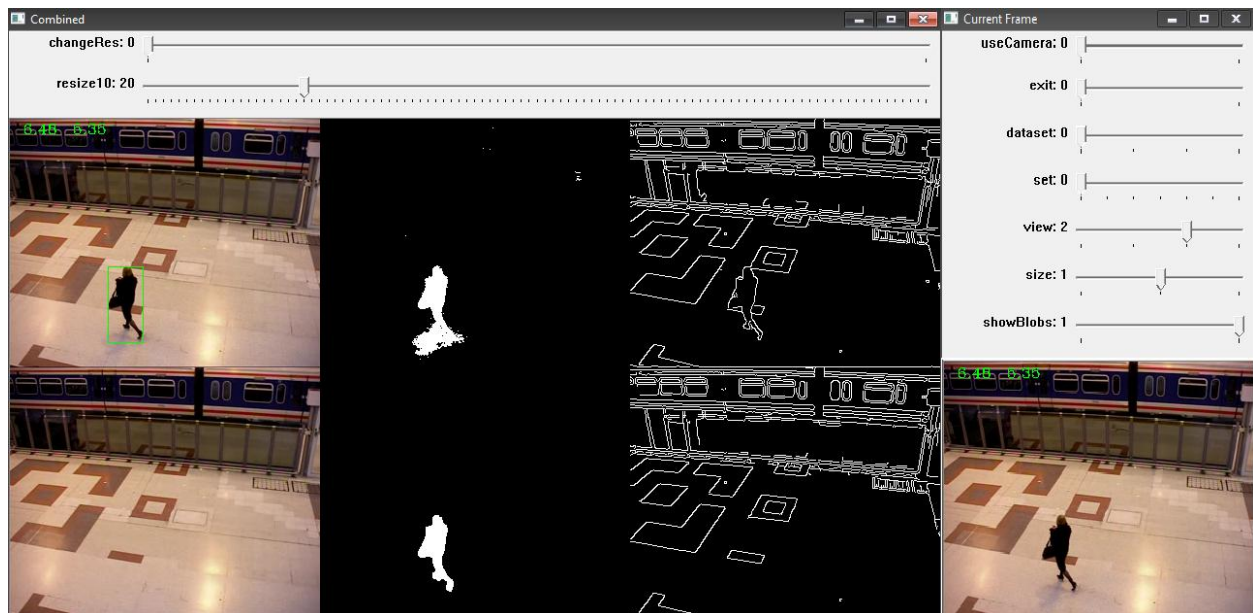 Combined
changeRes: 0
resize10: 20
6.48 6.35
Current Frame
useCamera: 0
exit: 0
dataset: 0
set: 0
view: 2
size: 1
showBlobs: 1
6.48 6.35